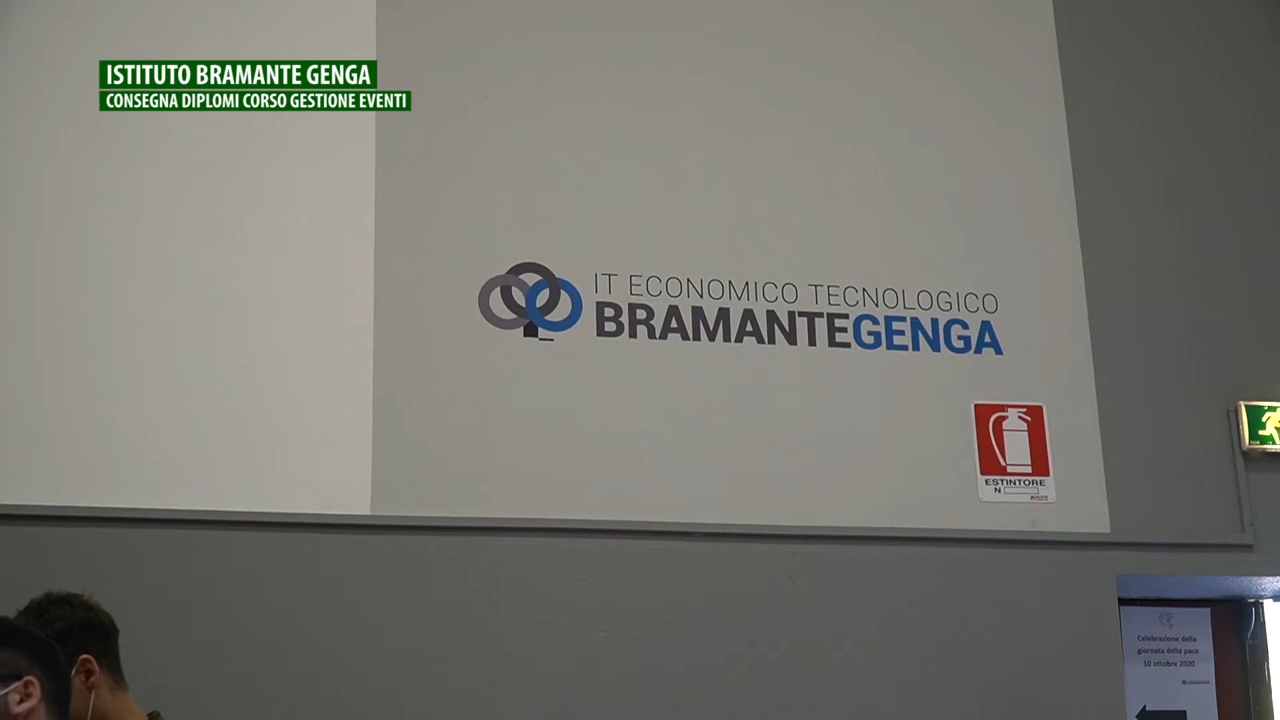 ISTITUTO BRAMANTE GENGA
CONSEGNA DIPLOMI CORSO GESTIONE EVENTI
IT ECONOMICO TECNOLOGICO
BRAMANTEGENGA
ESTINTORE
N
Celebrazione della
giornata della pace
10 ottobre 2020